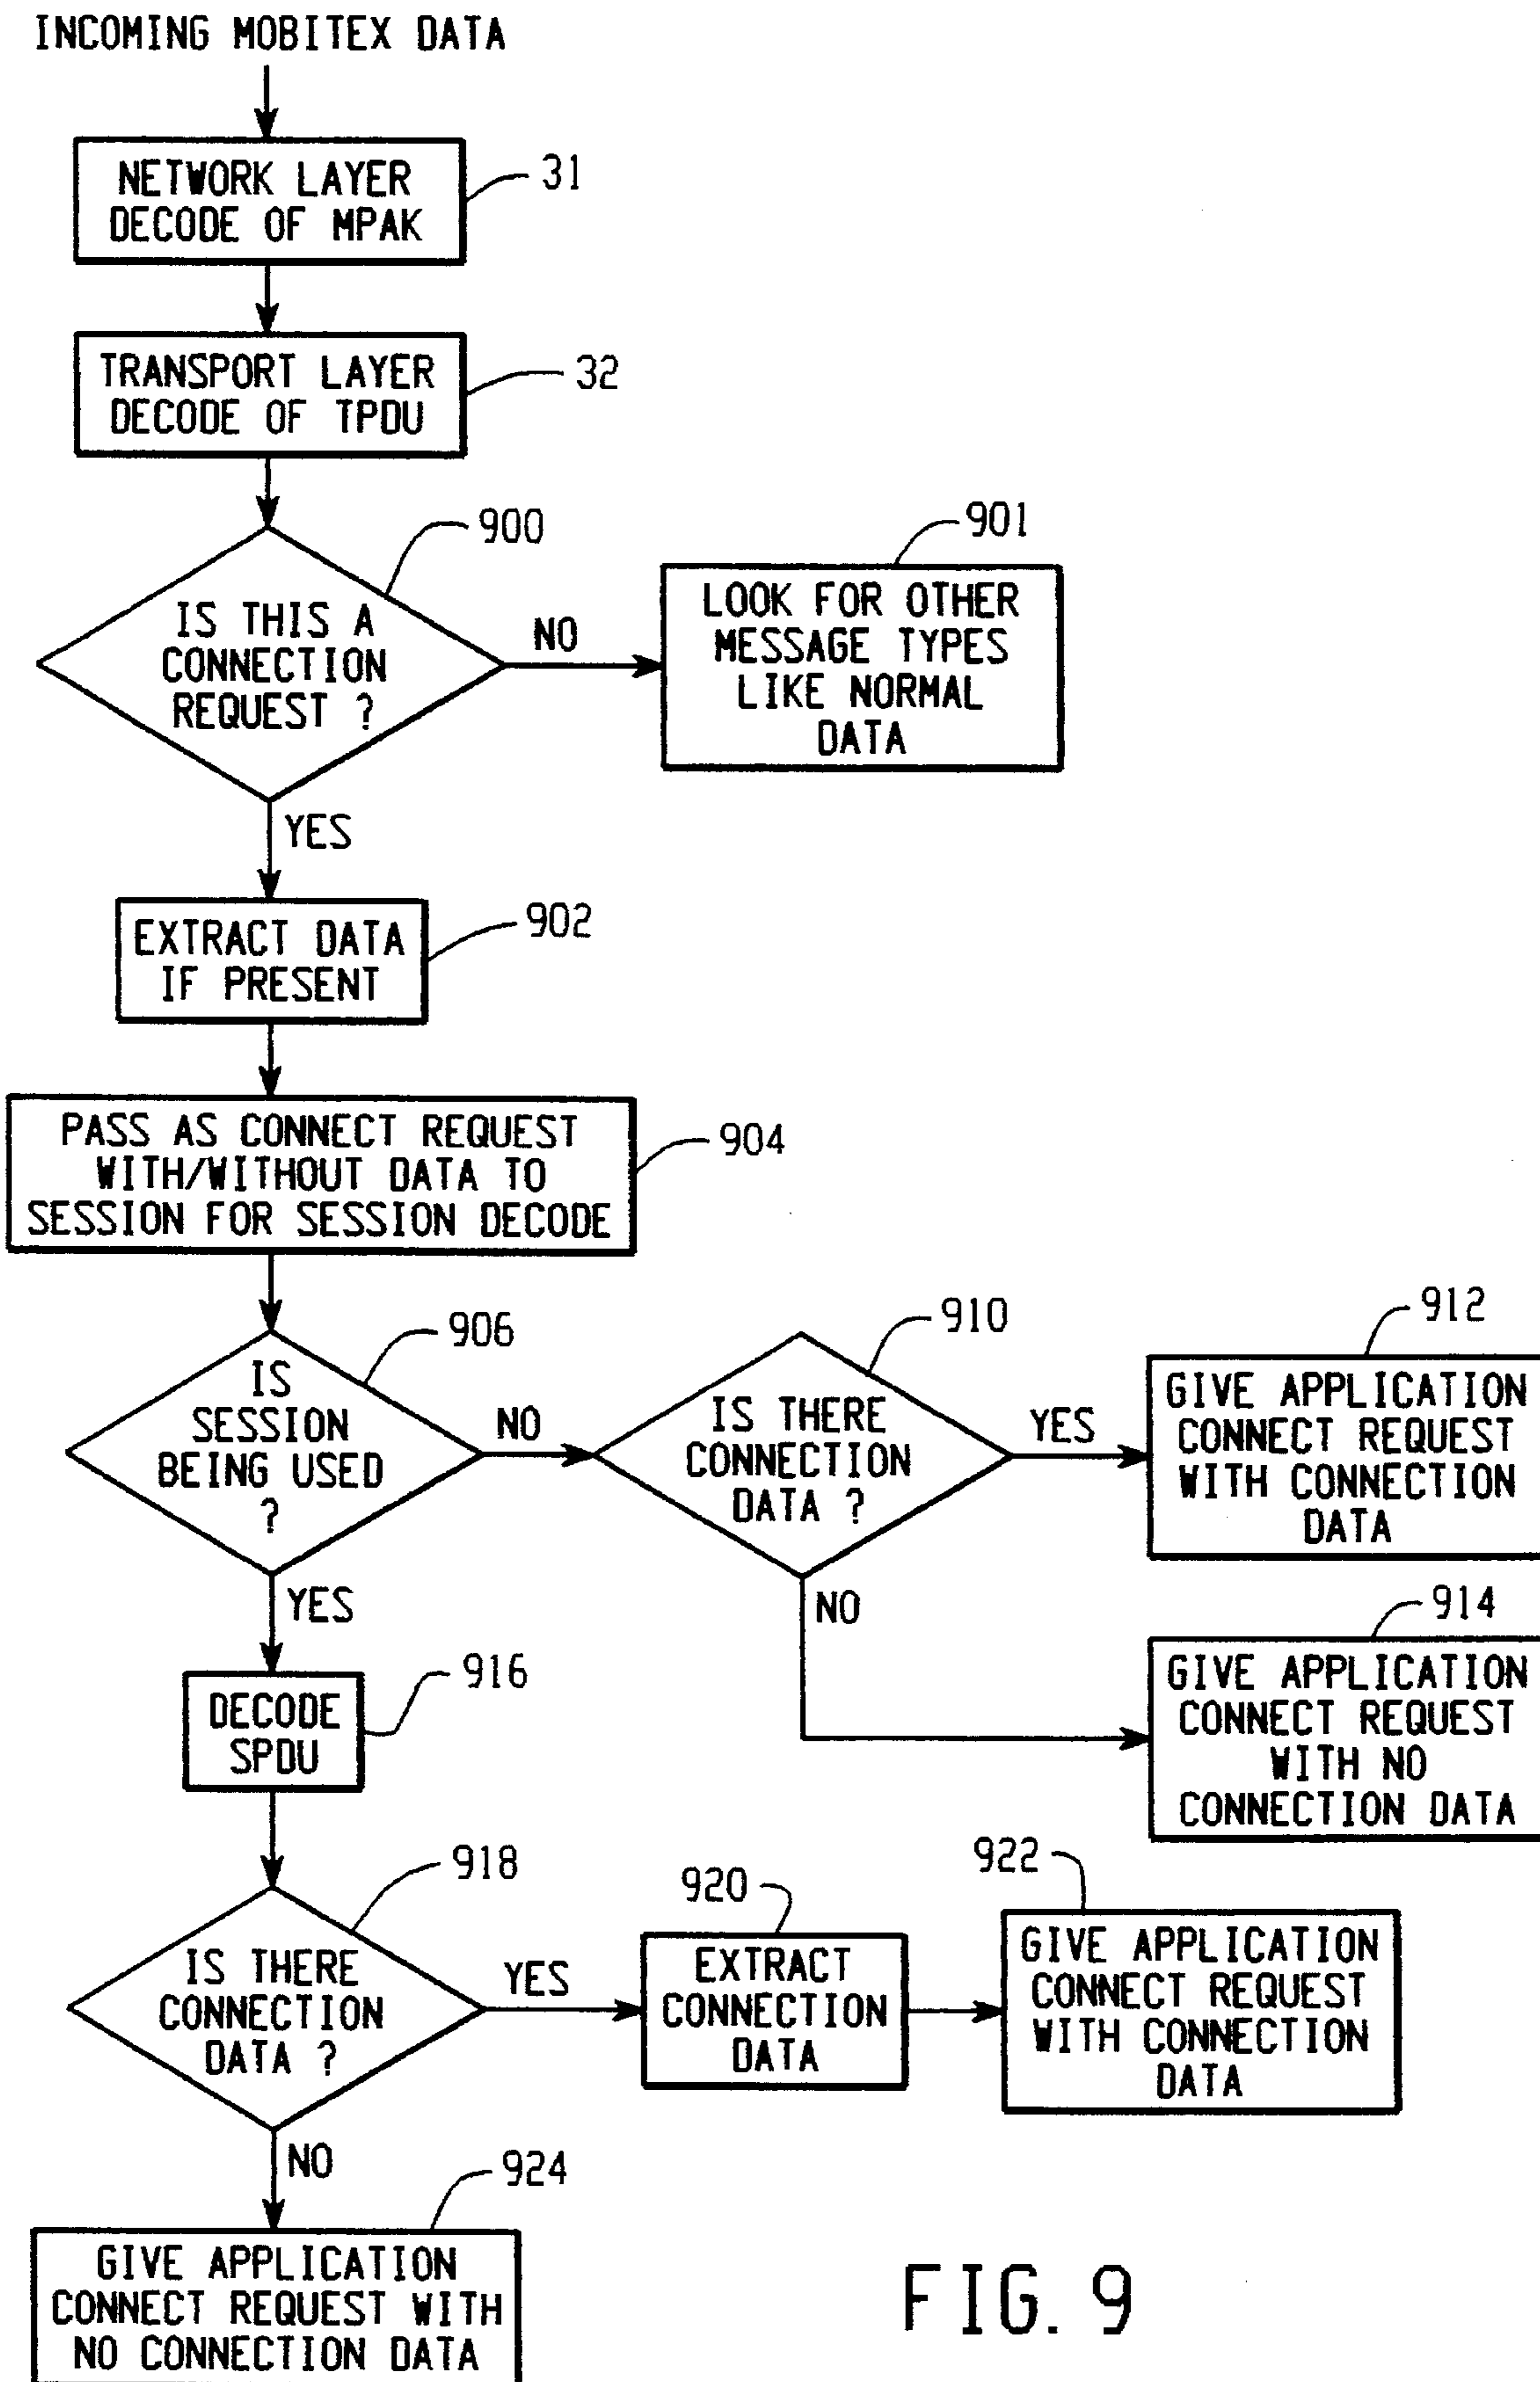 INCOMING MOBITEX DATA
NETWORK LAYER
DECODE OF MPAK
31
TRANSPORT LAYER
DECODE OF TPDU
32
900
IS THIS A
CONNECTION
REQUEST ?
NO
901
LOOK FOR OTHER
MESSAGE TYPES
LIKE NORMAL
DATA
YES
902
EXTRACT DATA
IF PRESENT
PASS AS CONNECT REQUEST
WITH/WITHOUT DATA TO
SESSION FOR SESSION DECODE
904
906
IS
SESSION
BEING USED
?
NO
910
IS THERE
CONNECTION
DATA ?
YES
912
GIVE APPLICATION
CONNECT REQUEST
WITH CONNECTION
DATA
NO
914
GIVE APPLICATION
CONNECT REQUEST
WITH NO
CONNECTION DATA
YES
916
DECODE
SPDU
918
IS THERE
CONNECTION
DATA ?
YES
920
EXTRACT
CONNECTION
DATA
922
GIVE APPLICATION
CONNECT REQUEST
WITH CONNECTION
DATA
NO
924
GIVE APPLICATION
CONNECT REQUEST WITH
NO CONNECTION DATA
FIG. 9